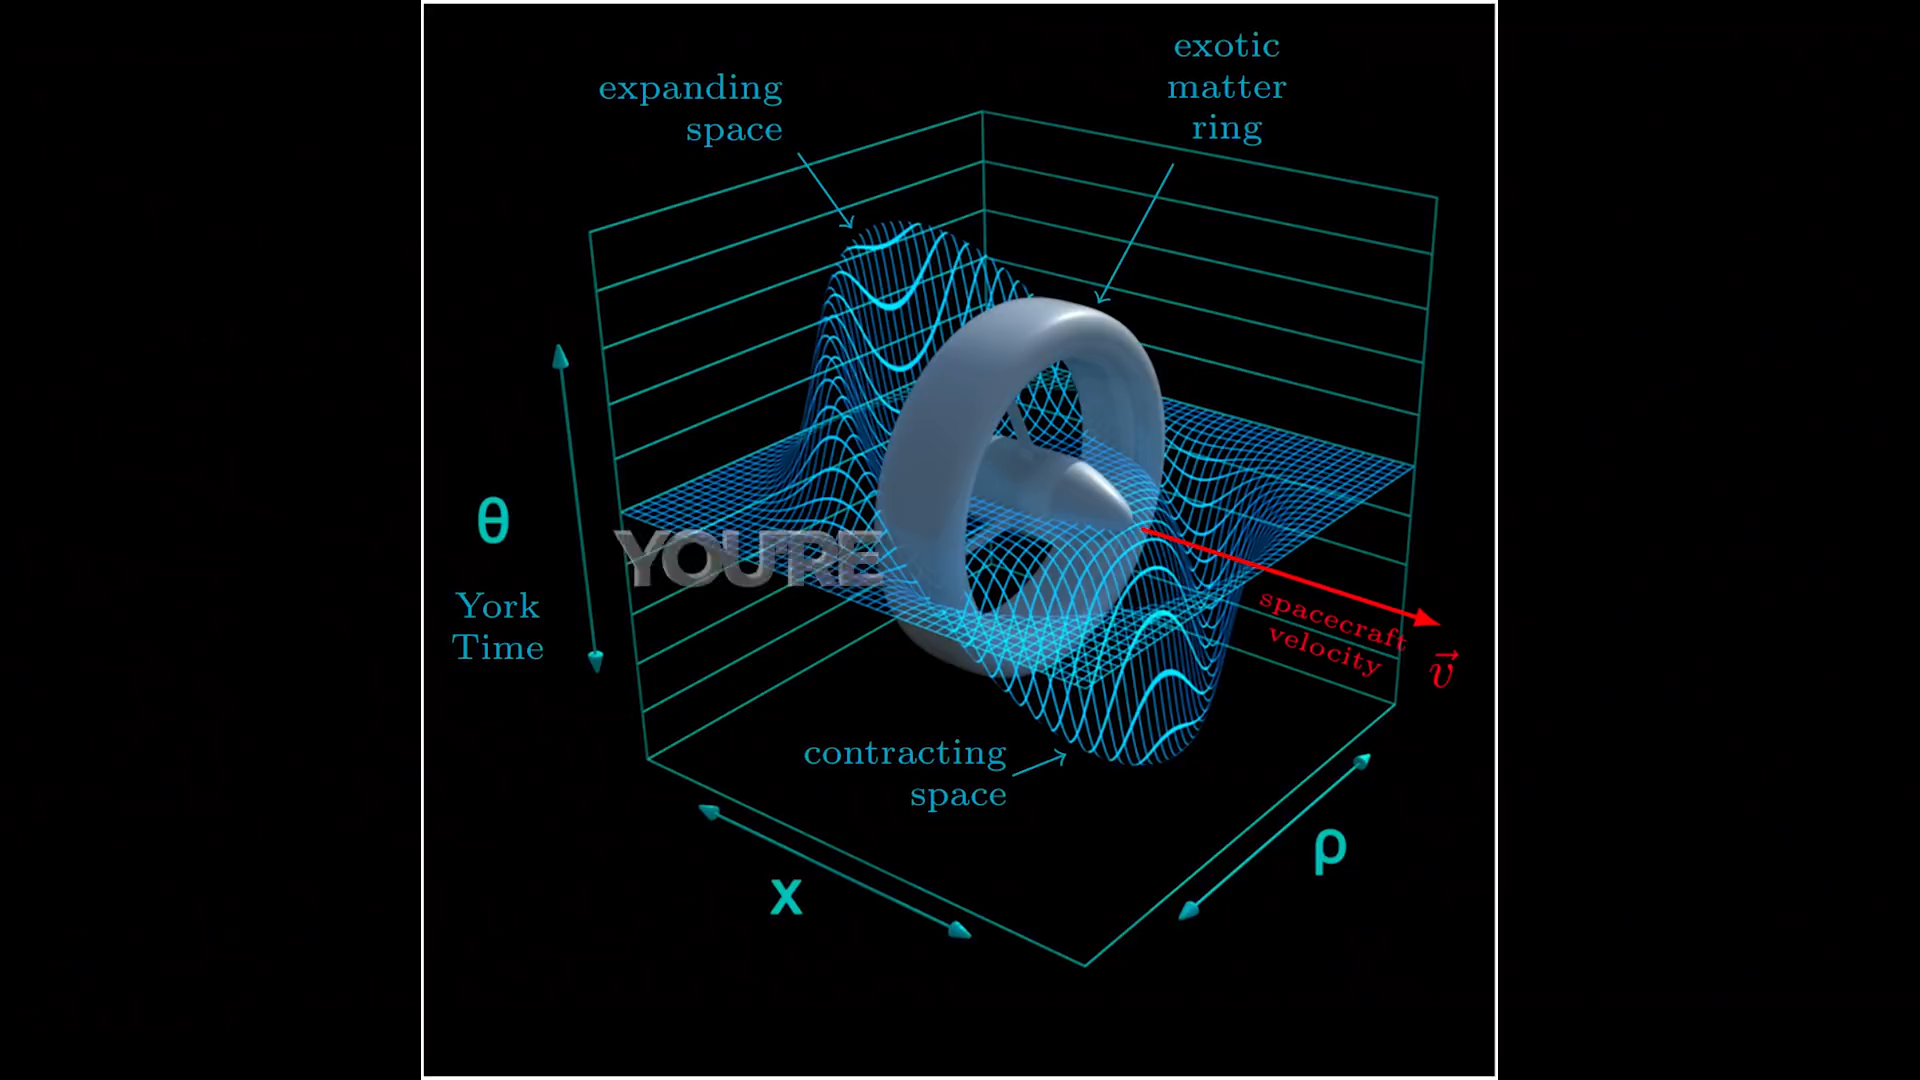 exotic
matter
ring
expanding
space
θ
York
Time
YOU'RE
spacecraft
velocity
v⃗
contracting
space
x
ρ